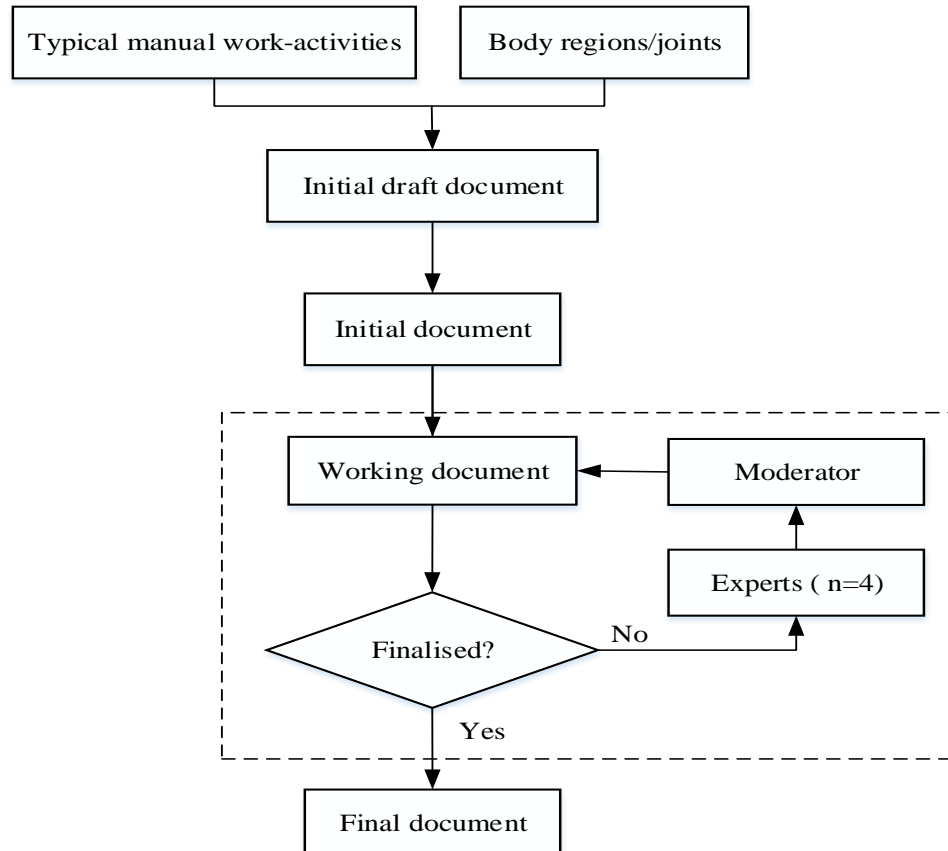 Typical manual work-activities
Body regions/joints
Initial draft document
Initial document
Working document
Moderator
Experts ( n=4)
Finalised?
No
Yes
Final document